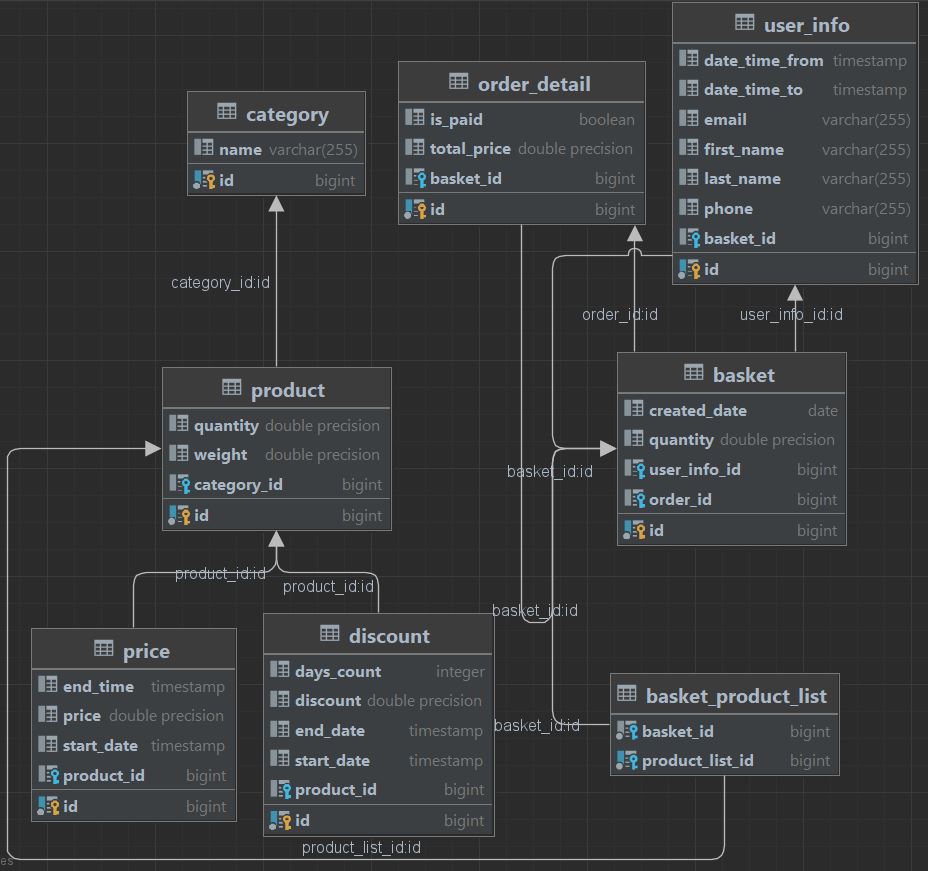 user_info
date_time_from timestamp
date_time_to timestamp
email varchar(255)
first_name varchar(255)
last_name varchar(255)
phone varchar(255)
basket_id bigint
id bigint
order_detail
is_paid boolean
total_price double precision
basket_id bigint
id bigint
category
name varchar(255)
id bigint
category_id:id
order_id:id
user_info_id:id
basket
created_date date
quantity double precision
user_info_id bigint
order_id bigint
id bigint
product
quantity double precision
weight double precision
category_id bigint
id bigint
basket_id:id
product_id:id
product_id:id
basket_id:id
price
end_time timestamp
price double precision
start_date timestamp
product_id bigint
id bigint
discount
days_count integer
discount double precision
end_date timestamp
start_date timestamp
product_id bigint
id bigint
basket_id:id
basket_product_list
basket_id bigint
product_list_id bigint
product_list_id:id
es